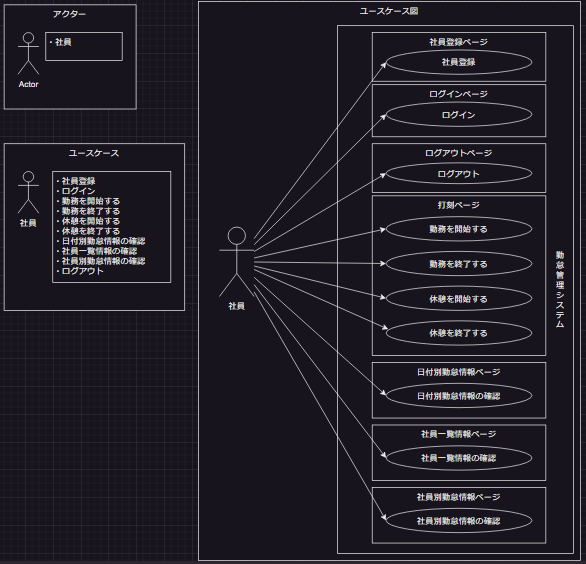 アクター
・社員
Actor
ユースケース
・社員登録
・ログイン
・勤務を開始する
・勤務を終了する
・休憩を開始する
・休憩を終了する
・日付別勤怠情報の確認
・社員一覧情報の確認
・社員別勤怠情報の確認
・ログアウト
社員
ユースケース図
社員
勤怠管理システム
社員登録ページ
社員登録
ログインページ
ログイン
ログアウトページ
ログアウト
打刻ページ
勤務を開始する
勤務を終了する
休憩を開始する
休憩を終了する
日付別勤怠情報ページ
日付別勤怠情報の確認
社員一覧情報ページ
社員一覧情報の確認
社員別勤怠情報ページ
社員別勤怠情報の確認